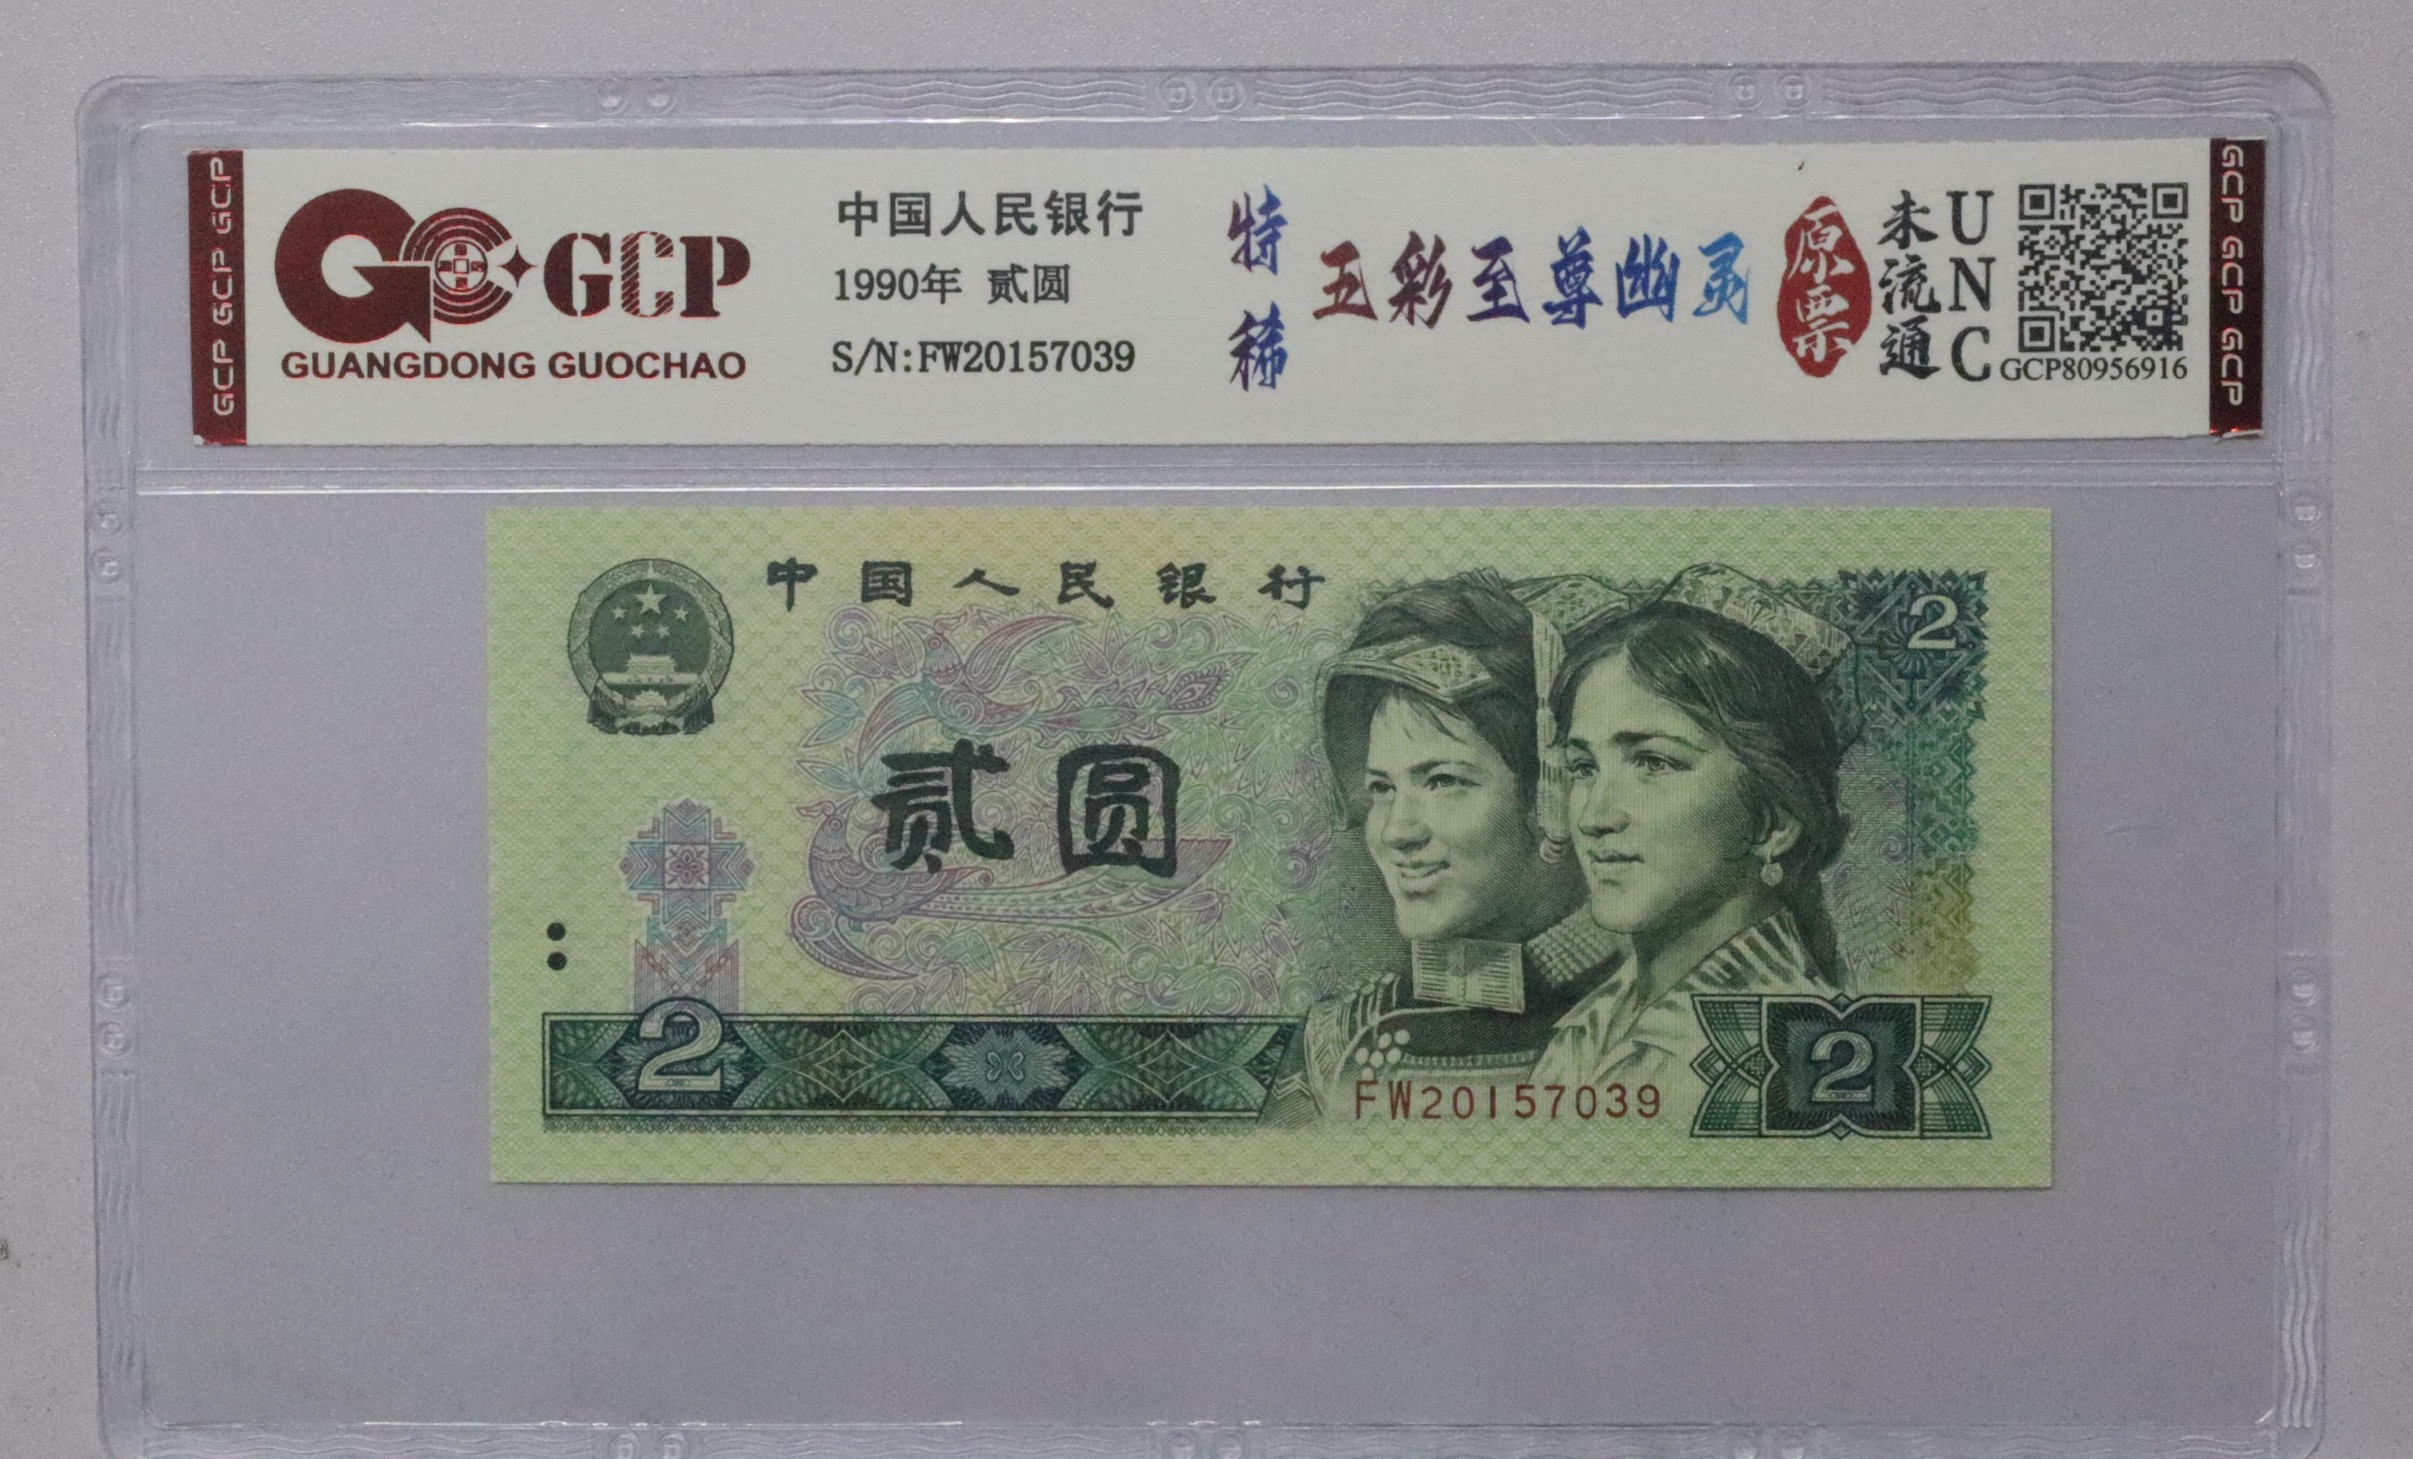 GCP GCP GCP
GCP
GUANGDONG GUOCHAO
中国人民银行
1990年 贰圆
S/N:FW20157039
特稀
五彩至尊幽灵
原票
未流通
UNC
GCP80956916
GCP GCP GCP
中国人民银行
2
贰圆
2
FW20157039
2